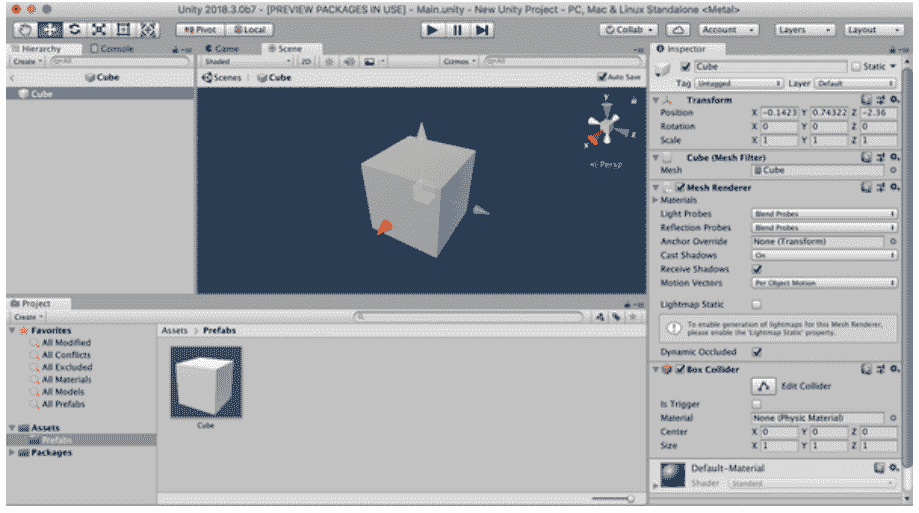 Unity 2018.3.0b7 - [PREVIEW PACKAGES IN USE] - Main.unity - New Unity Project - PC, Mac & Linux Standalone <Metal>
Pivot Local Collab Account Layers Layout
Hierarchy Console
Create All
Cube
Cube
Game Scene
Shaded 2D Gizmos All
Scenes Cube Auto Save
y
x z
Persp
Project
Create
Favorites
All Modified
All Conflicts
All Excluded
All Materials
All Models
All Prefabs
Assets
Prefabs
Packages
Assets Prefabs
Cube
Inspector
Cube Static
Tag Untagged Layer Default
Transform
Position X -0.1423 Y 0.74322 Z -2.36
Rotation X 0 Y 0 Z 0
Scale X 1 Y 1 Z 1
Cube (Mesh Filter)
Mesh Cube
Mesh Renderer
Materials
Light Probes Blend Probes
Reflection Probes Blend Probes
Anchor Override None (Transform)
Cast Shadows On
Receive Shadows
Motion Vectors Per Object Motion
Lightmap Static
To enable generation of lightmaps for this Mesh Renderer,
please enable the 'Lightmap Static' property.
Dynamic Occluded
Box Collider
Edit Collider
Is Trigger
Material None (Physic Material)
Center X 0 Y 0 Z 0
Size X 1 Y 1 Z 1
Default-Material
Shader Standard